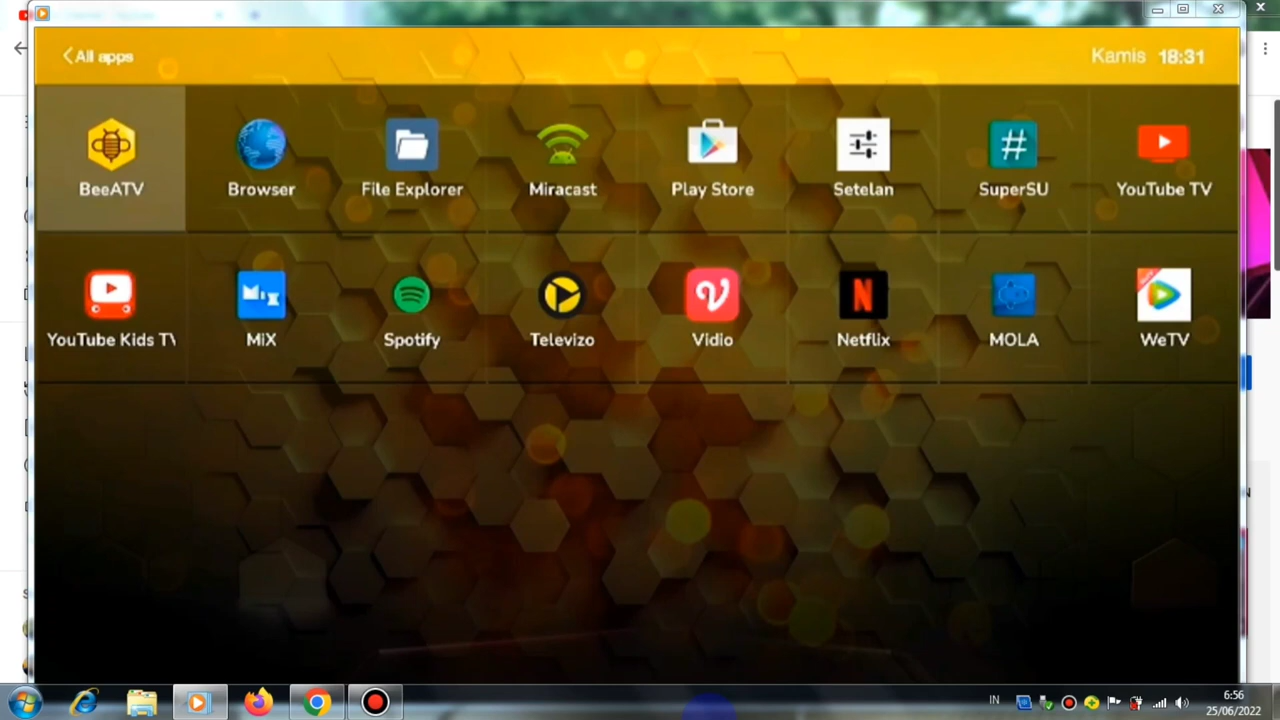 All apps
Kamis 18:31
BeeATV
Browser
File Explorer
Miracast
Play Store
Setelan
SuperSU
YouTube TV
YouTube Kids TV
MiX
Spotify
Televizo
Vidio
Netflix
MOLA
WeTV
IN
6:56
25/06/2022